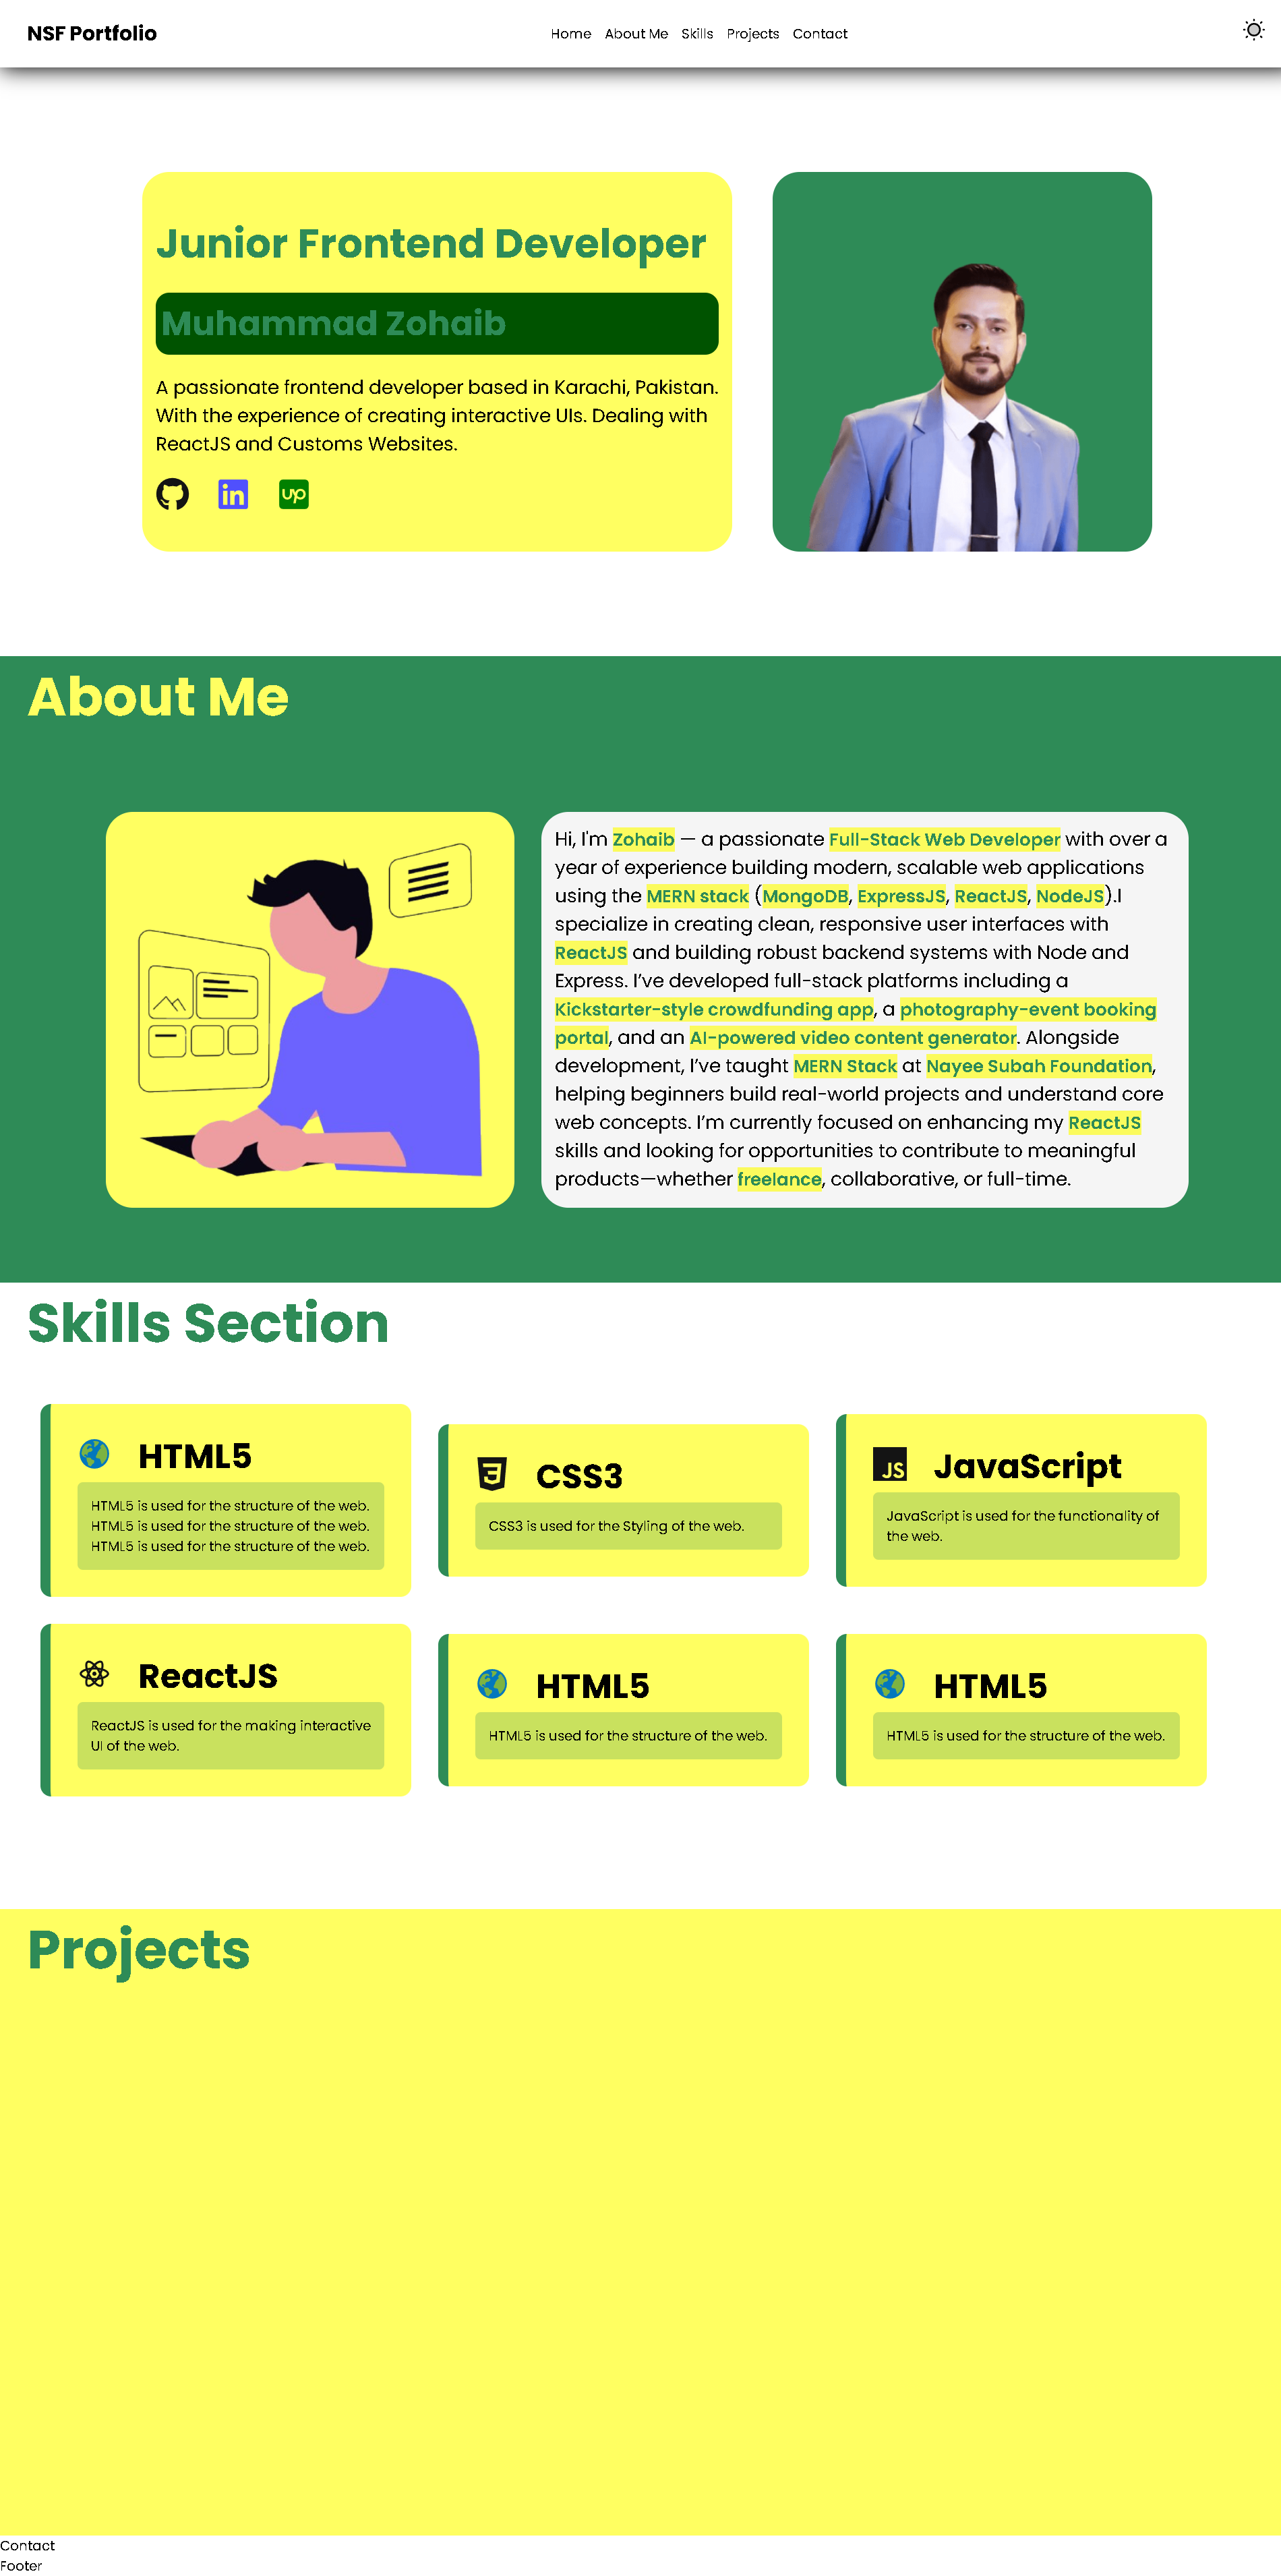 NSF Portfolio
Home About Me Skills Projects Contact
Junior Frontend Developer
Muhammad Zohaib
A passionate frontend developer based in Karachi, Pakistan.
With the experience of creating interactive UIs. Dealing with
ReactJS and Customs Websites.
in
up
About Me
Hi, I'm Zohaib — a passionate Full-Stack Web Developer with over a
year of experience building modern, scalable web applications
using the MERN stack (MongoDB, ExpressJS, ReactJS, NodeJS).I
specialize in creating clean, responsive user interfaces with
ReactJS and building robust backend systems with Node and
Express. I’ve developed full-stack platforms including a
Kickstarter-style crowdfunding app, a photography-event booking
portal, and an AI-powered video content generator. Alongside
development, I’ve taught MERN Stack at Nayee Subah Foundation,
helping beginners build real-world projects and understand core
web concepts. I’m currently focused on enhancing my ReactJS
skills and looking for opportunities to contribute to meaningful
products—whether freelance, collaborative, or full-time.
Skills Section
HTML5
HTML5 is used for the structure of the web.
HTML5 is used for the structure of the web.
HTML5 is used for the structure of the web.
3
CSS3
CSS3 is used for the Styling of the web.
JS
JavaScript
JavaScript is used for the functionality of
the web.
ReactJS
ReactJS is used for the making interactive
UI of the web.
HTML5
HTML5 is used for the structure of the web.
HTML5
HTML5 is used for the structure of the web.
Projects
Contact
Footer